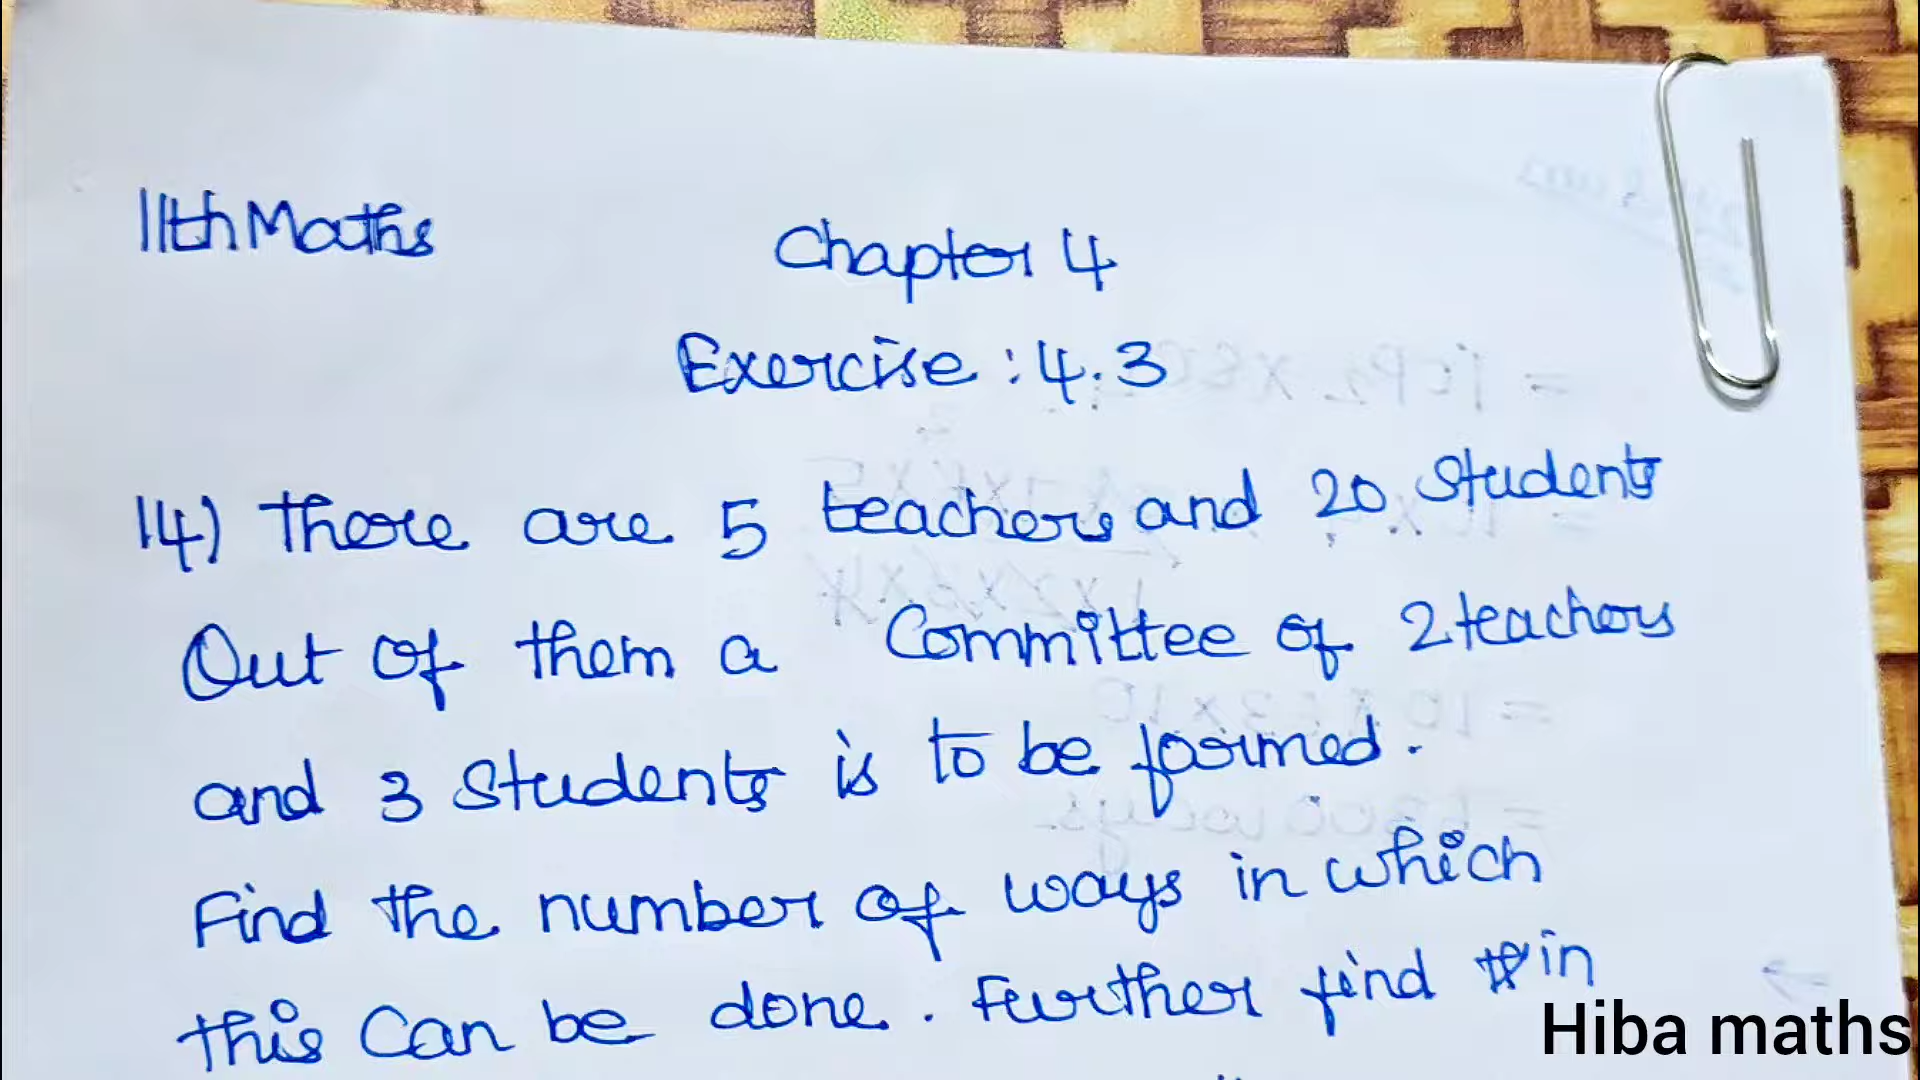 11th Maths
Chapter 4
Exercise : 4.3
14) There are 5 teachers and 20 students
Out of them a Committee of 2 teachers
and 3 Students is to be formed.
Find the number of ways in which
this Can be done. Further find in
Hiba maths